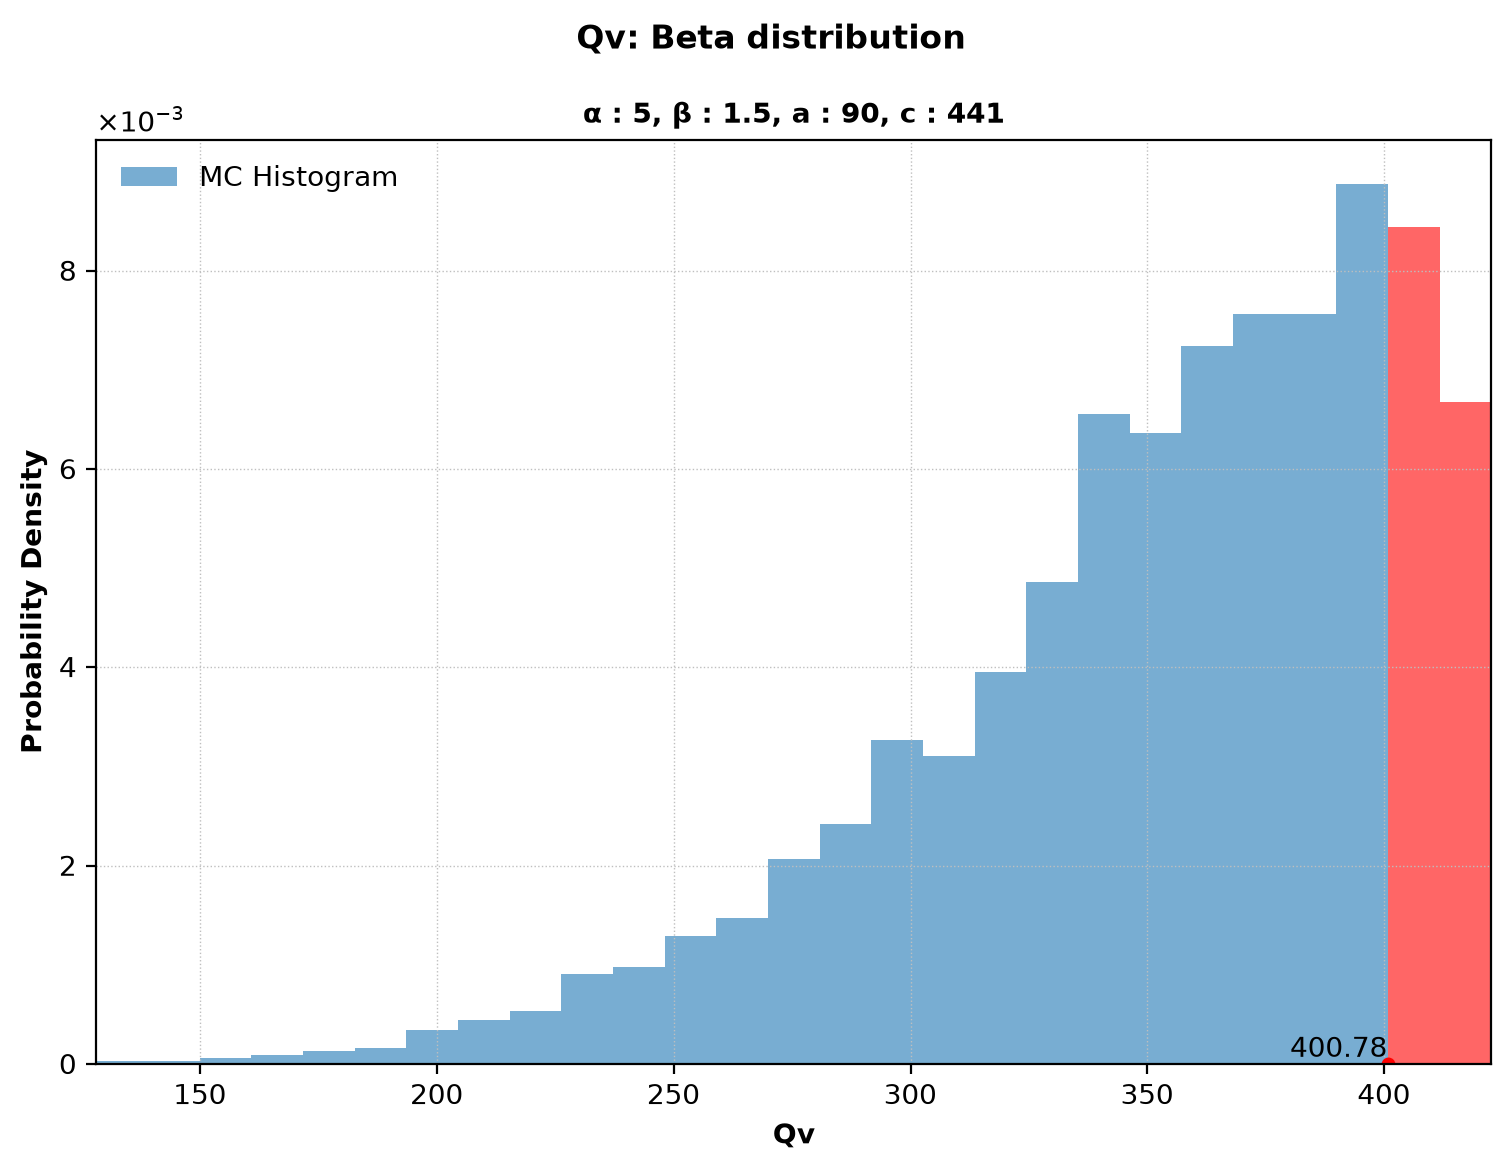 Qv: Beta distribution
α : 5, β : 1.5, a : 90, c : 441
×10⁻³
MC Histogram
8
6
4
2
0
Probability Density
400.78
150 200 250 300 350 400
Qv